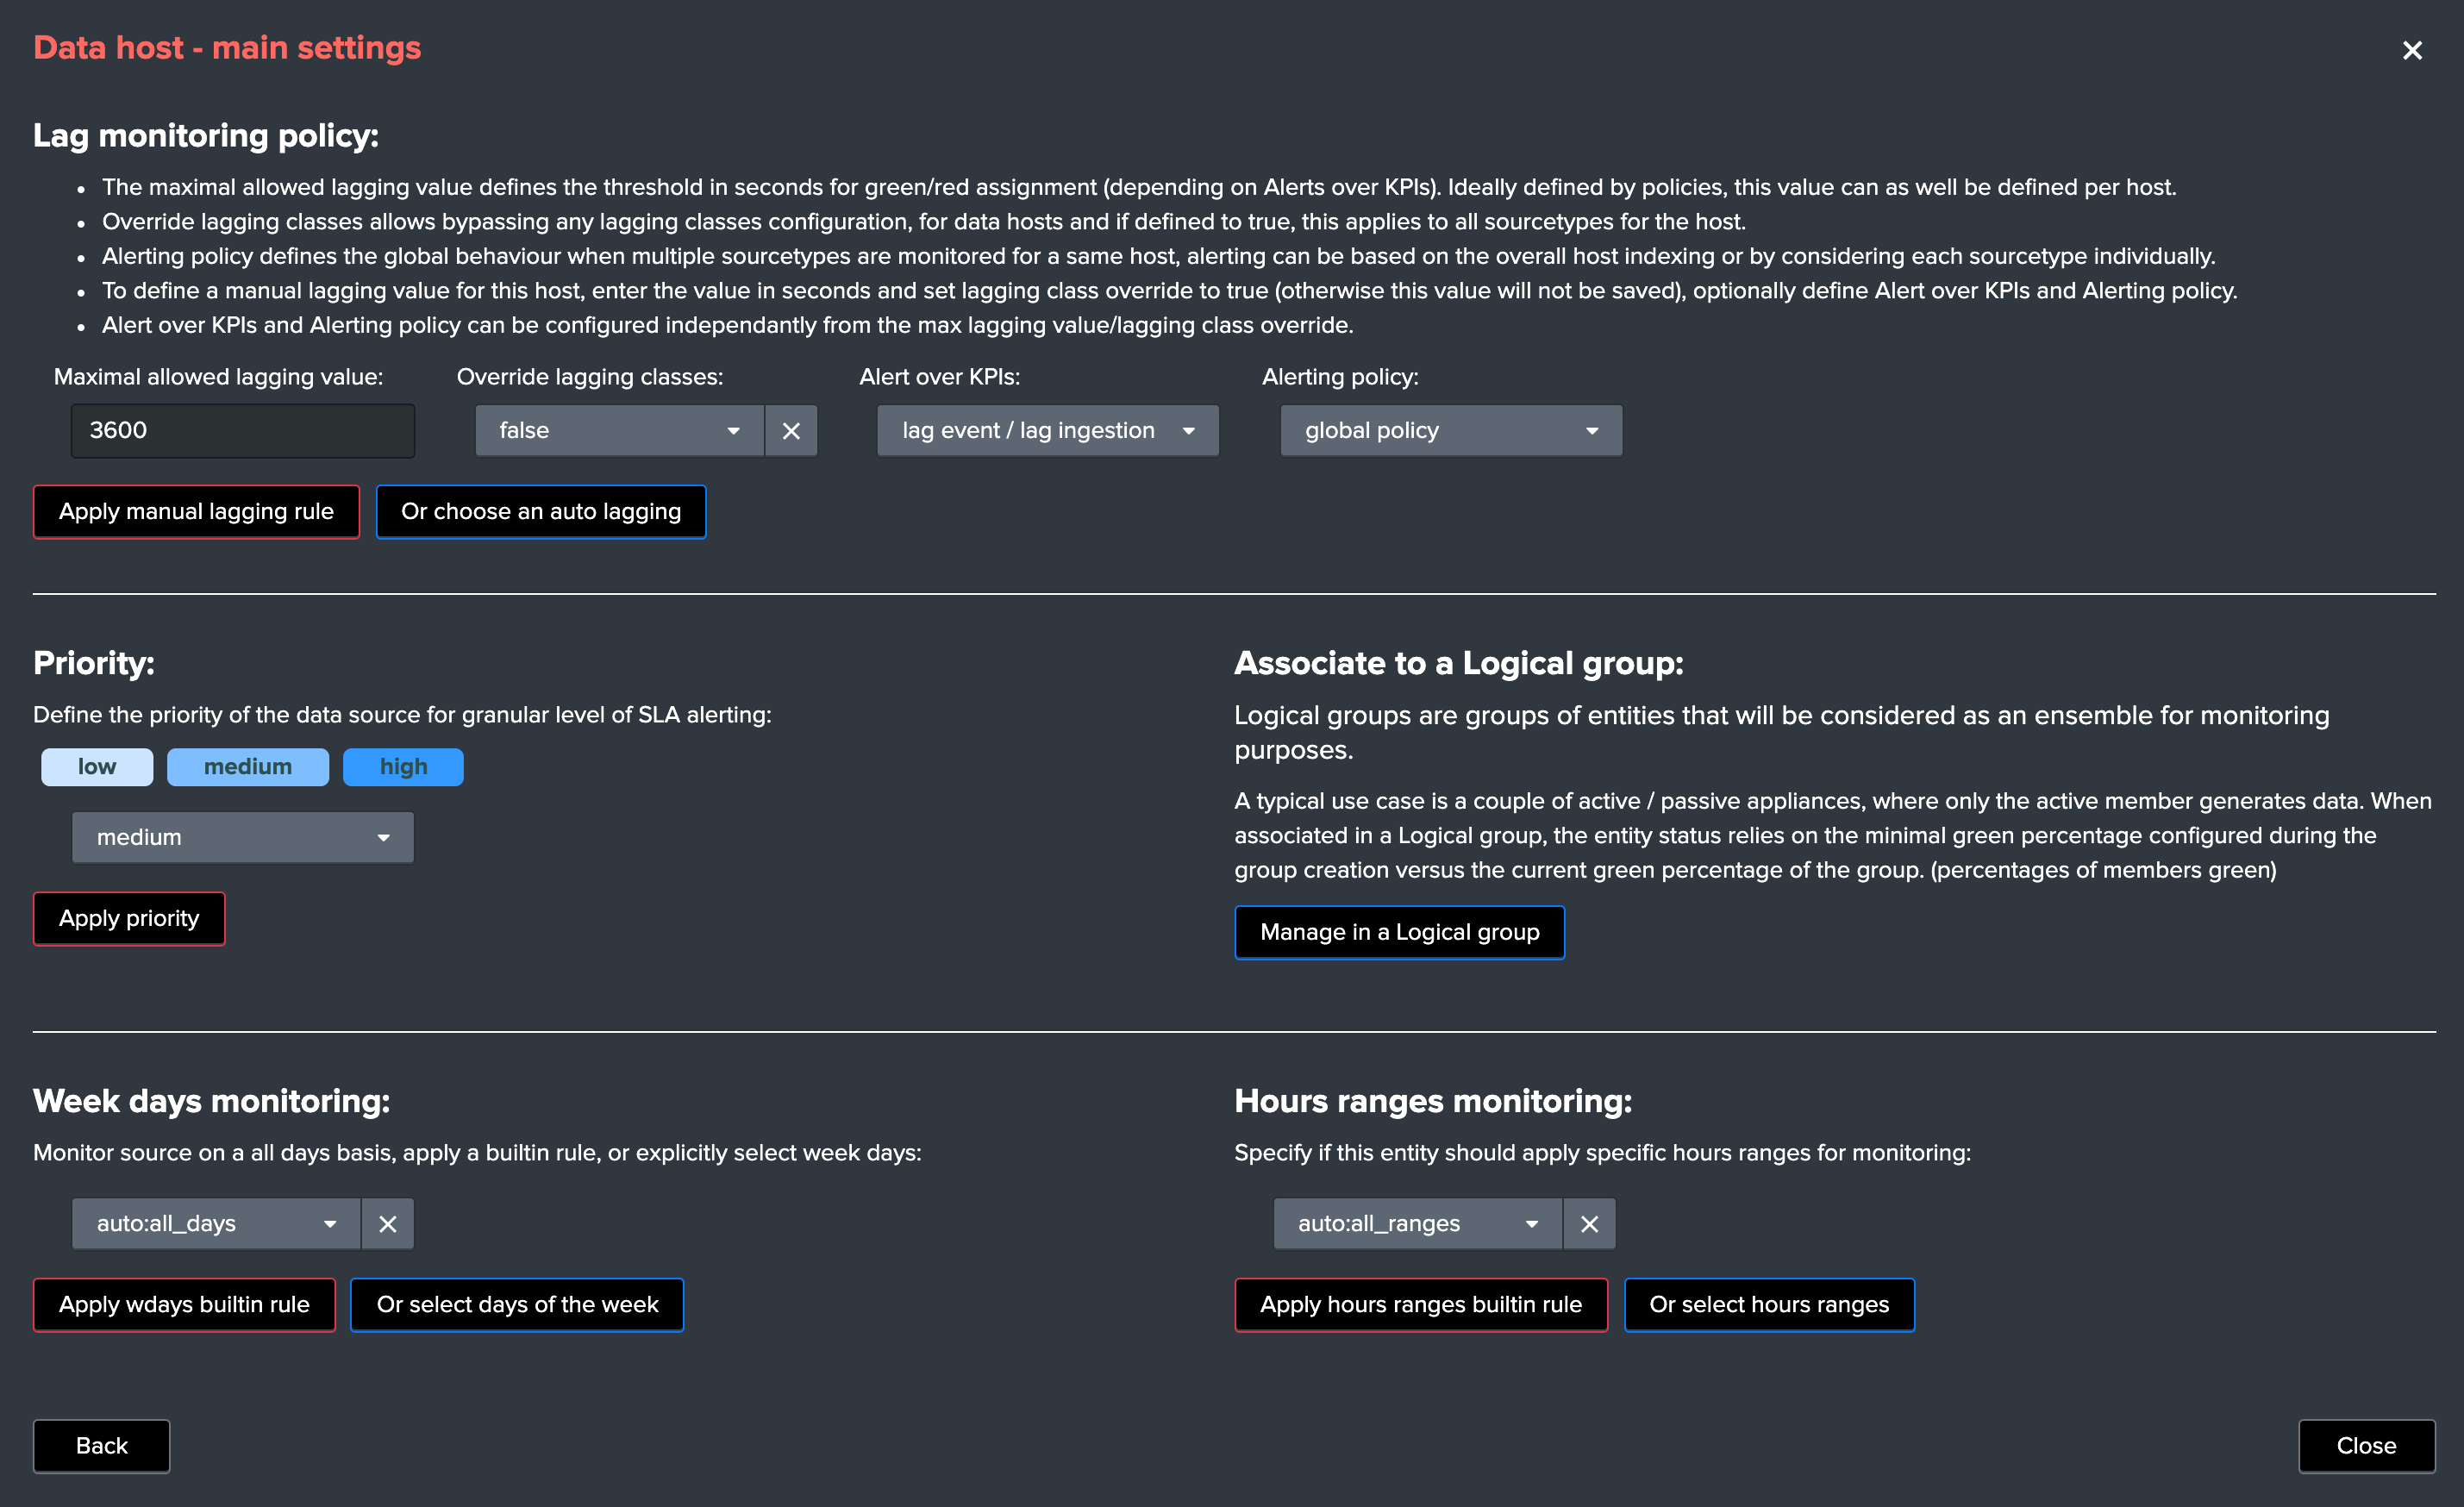 Data host - main settings
Lag monitoring policy:
The maximal allowed lagging value defines the threshold in seconds for green/red assignment (depending on Alerts over KPIs). Ideally defined by policies, this value can as well be defined per host.
Override lagging classes allows bypassing any lagging classes configuration, for data hosts and if defined to true, this applies to all sourcetypes for the host.
Alerting policy defines the global behaviour when multiple sourcetypes are monitored for a same host, alerting can be based on the overall host indexing or by considering each sourcetype individually.
To define a manual lagging value for this host, enter the value in seconds and set lagging class override to true (otherwise this value will not be saved), optionally define Alert over KPIs and Alerting policy.
Alert over KPIs and Alerting policy can be configured independantly from the max lagging value/lagging class override.
Maximal allowed lagging value: Override lagging classes: Alert over KPIs: Alerting policy:
3600 false lag event / lag ingestion global policy
Apply manual lagging rule Or choose an auto lagging
Priority:
Define the priority of the data source for granular level of SLA alerting:
low medium high
medium
Apply priority
Associate to a Logical group:
Logical groups are groups of entities that will be considered as an ensemble for monitoring
purposes.
A typical use case is a couple of active / passive appliances, where only the active member generates data. When
associated in a Logical group, the entity status relies on the minimal green percentage configured during the
group creation versus the current green percentage of the group. (percentages of members green)
Manage in a Logical group
Week days monitoring:
Monitor source on a all days basis, apply a builtin rule, or explicitly select week days:
auto:all_days
Apply wdays builtin rule Or select days of the week
Hours ranges monitoring:
Specify if this entity should apply specific hours ranges for monitoring:
auto:all_ranges
Apply hours ranges builtin rule Or select hours ranges
Back Close